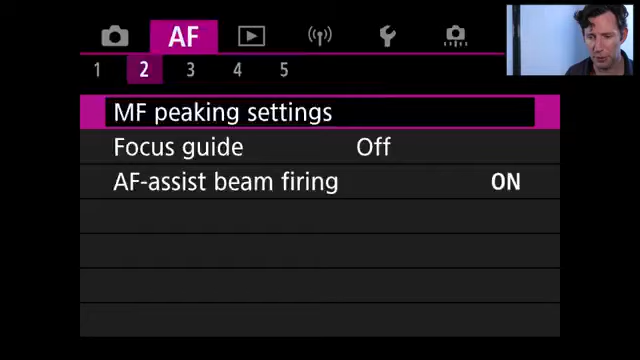 AF
1 2 3 4 5
MF peaking settings
Focus guide Off
AF-assist beam firing ON